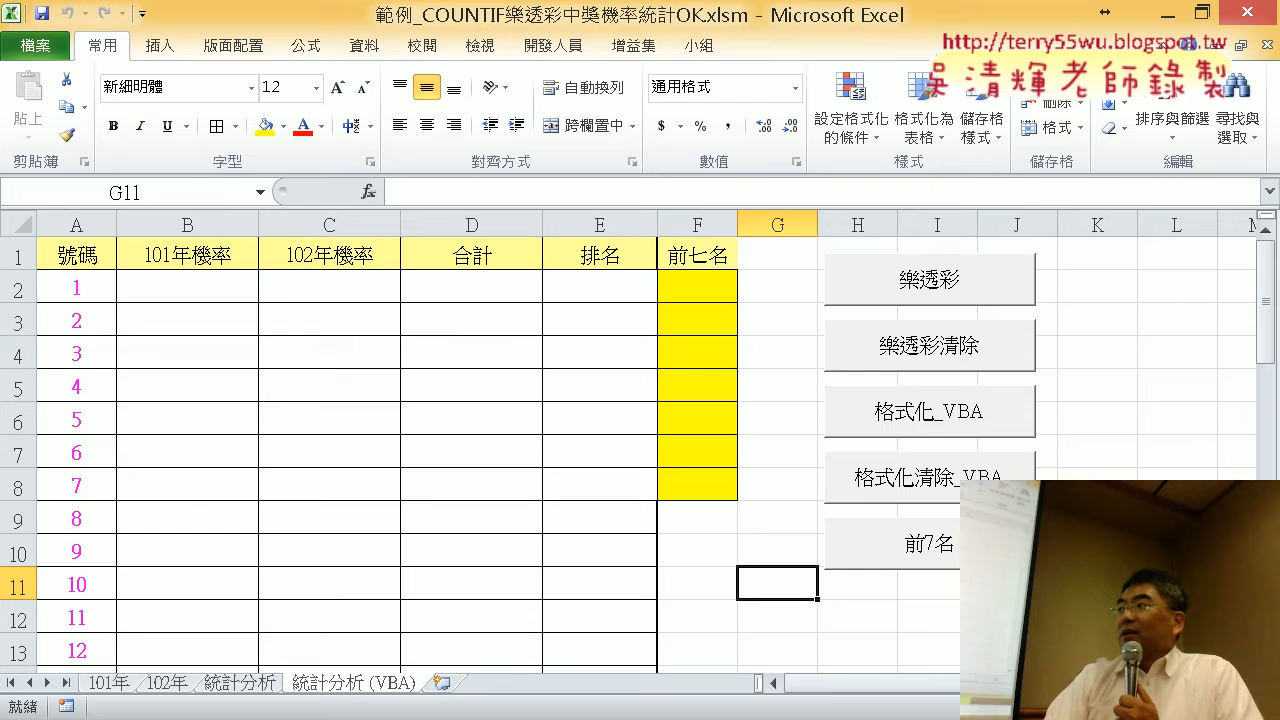 範例_COUNTIF樂透彩中獎機率統計OK.xlsm - Microsoft Excel
檔案 常用 插入 版面配置 公式 資料 校閱 檢視 開發人員 增益集 小組
http://terry55wu.blogspot.tw
吳清輝老師錄製
貼上
新細明體 12
自動換列
通用格式
B I U A 中
跨欄置中
$ % ,
設定格式化的條件
格式化為表格
儲存格樣式
刪除
格式
排序與篩選
尋找與選取
剪貼簿 字型 對齊方式 數值 樣式 儲存格 編輯
G11 fx
A B C D E F G H I J K L
1 號碼 101年機率 102年機率 合計 排名 前七名
2 1
3 2
4 3
5 4
6 5
7 6
8 7
9 8
10 9
11 10
12 11
13 12
樂透彩
樂透彩清除
格式化_VBA
格式化清除_VBA
前7名
101年 102年 統計分析 統計分析 (VBA)
就緒